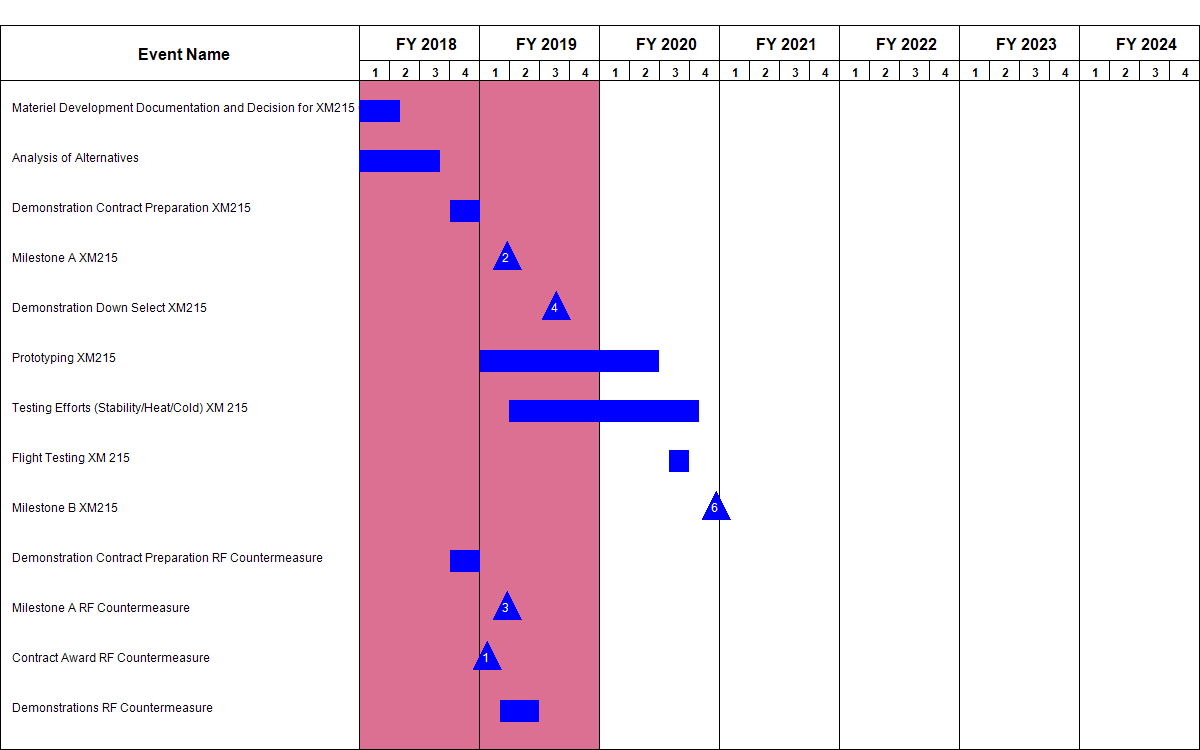 Event Name
FY 2018 FY 2019 FY 2020 FY 2021 FY 2022 FY 2023 FY 2024
1 2 3 4 1 2 3 4 1 2 3 4 1 2 3 4 1 2 3 4 1 2 3 4 1 2 3 4
Materiel Development Documentation and Decision for XM215
Analysis of Alternatives
Demonstration Contract Preparation XM215
Milestone A XM215 2
Demonstration Down Select XM215 4
Prototyping XM215
Testing Efforts (Stability/Heat/Cold) XM 215
Flight Testing XM 215
Milestone B XM215 6
Demonstration Contract Preparation RF Countermeasure
Milestone A RF Countermeasure 3
Contract Award RF Countermeasure 1
Demonstrations RF Countermeasure